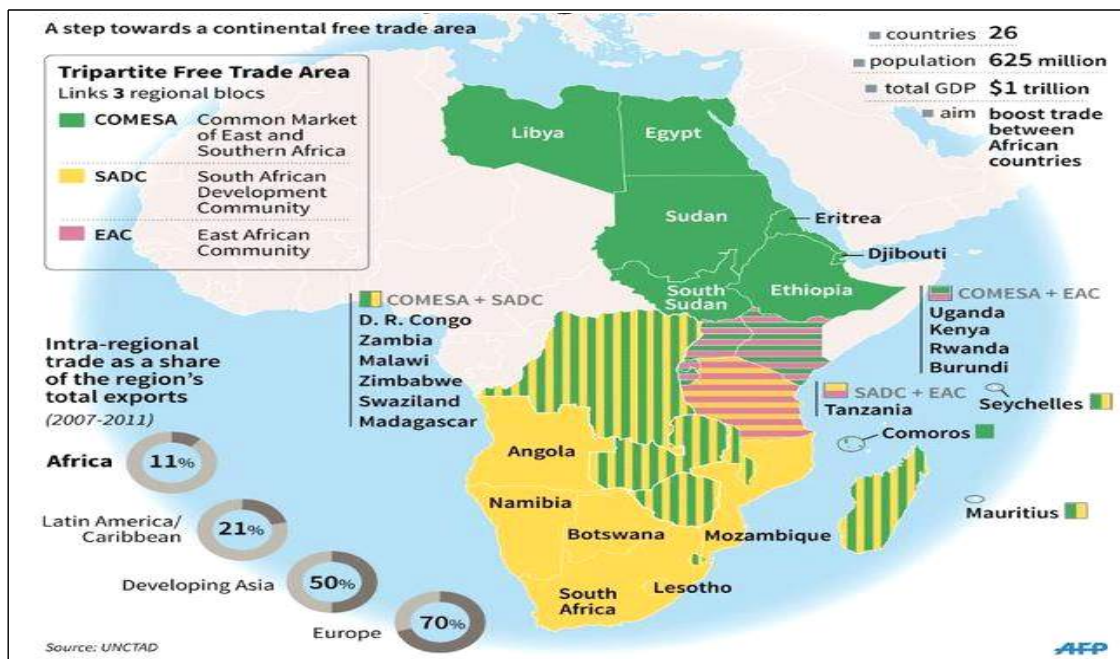 A step towards a continental free trade area
countries 26
population 625 million
total GDP $1 trillion
aim boost trade
between
African
countries
Tripartite Free Trade Area
Links 3 regional blocs
COMESA Common Market
of East and
Southern Africa
SADC South African
Development
Community
EAC East African
Community
Libya
Egypt
Sudan
Eritrea
Djibouti
South
Sudan
Ethiopia
COMESA + SADC
D. R. Congo
Zambia
Malawi
Zimbabwe
Swaziland
Madagascar
COMESA + EAC
Uganda
Kenya
Rwanda
Burundi
SADC + EAC
Tanzania
Seychelles
Comoros
Mauritius
Angola
Namibia
Botswana
Mozambique
South
Africa
Lesotho
Intra-regional
trade as a share
of the region's
total exports
(2007-2011)
Africa 11%
Latin America/
Caribbean
21%
Developing Asia 50%
Europe 70%
Source: UNCTAD
AFP